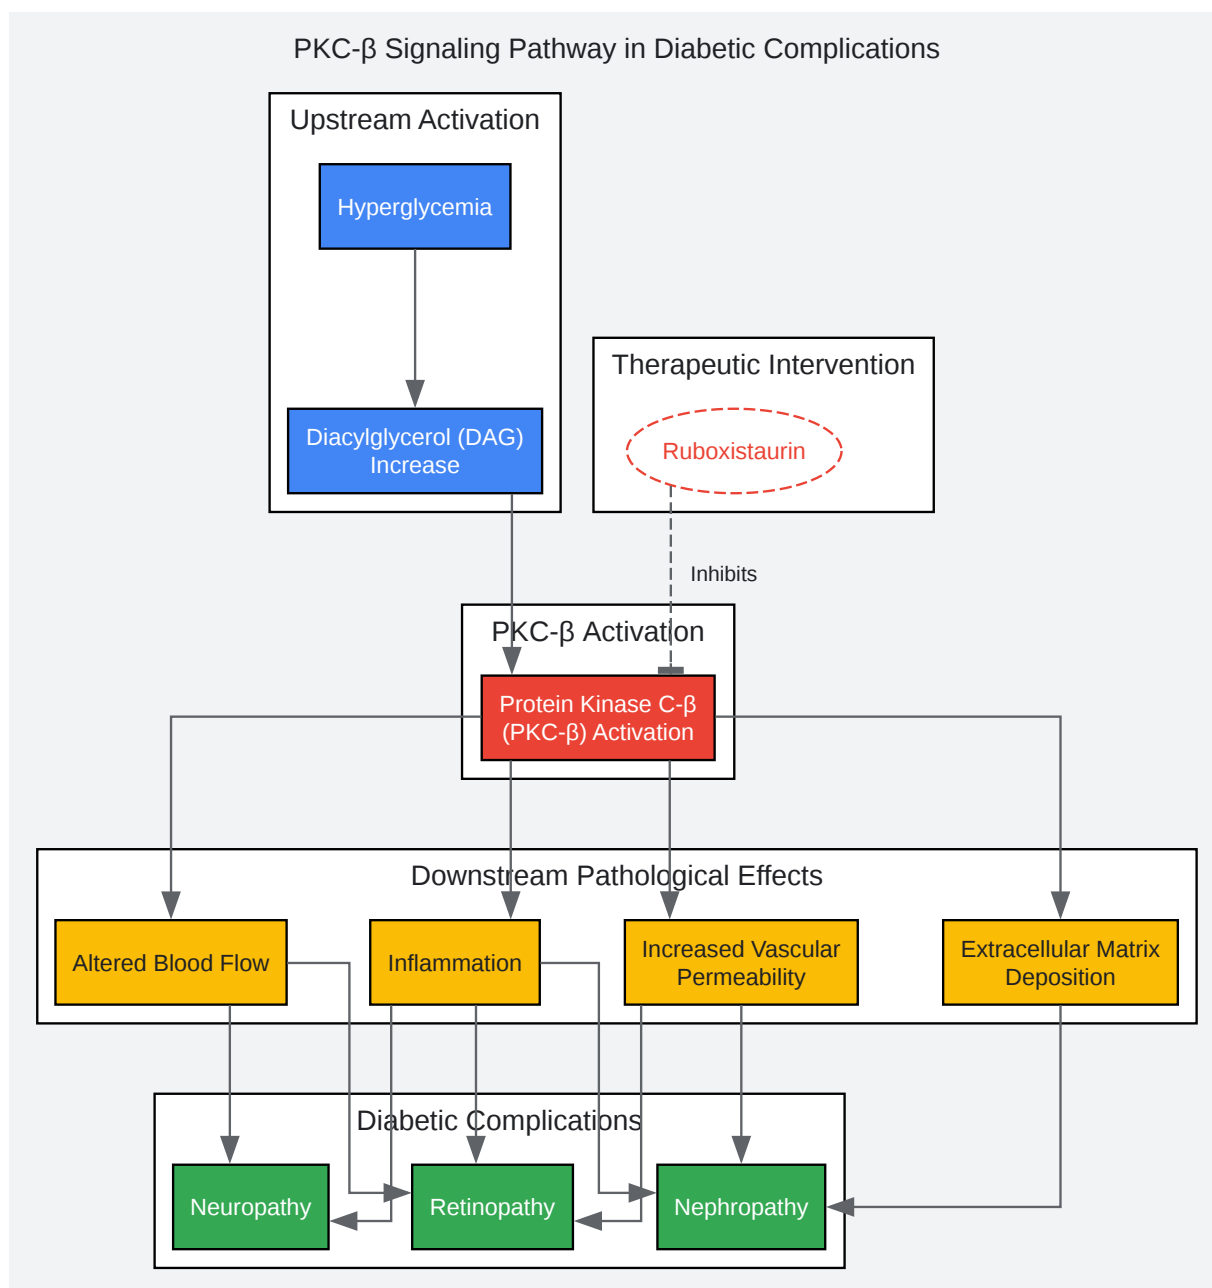 PKC-β Signaling Pathway in Diabetic Complications
Upstream Activation
Hyperglycemia
Diacylglycerol (DAG)
Increase
Therapeutic Intervention
Ruboxistaurin
Inhibits
PKC-β Activation
Protein Kinase C-β
(PKC-β) Activation
Downstream Pathological Effects
Altered Blood Flow
Inflammation
Increased Vascular
Permeability
Extracellular Matrix
Deposition
Diabetic Complications
Neuropathy
Retinopathy
Nephropathy